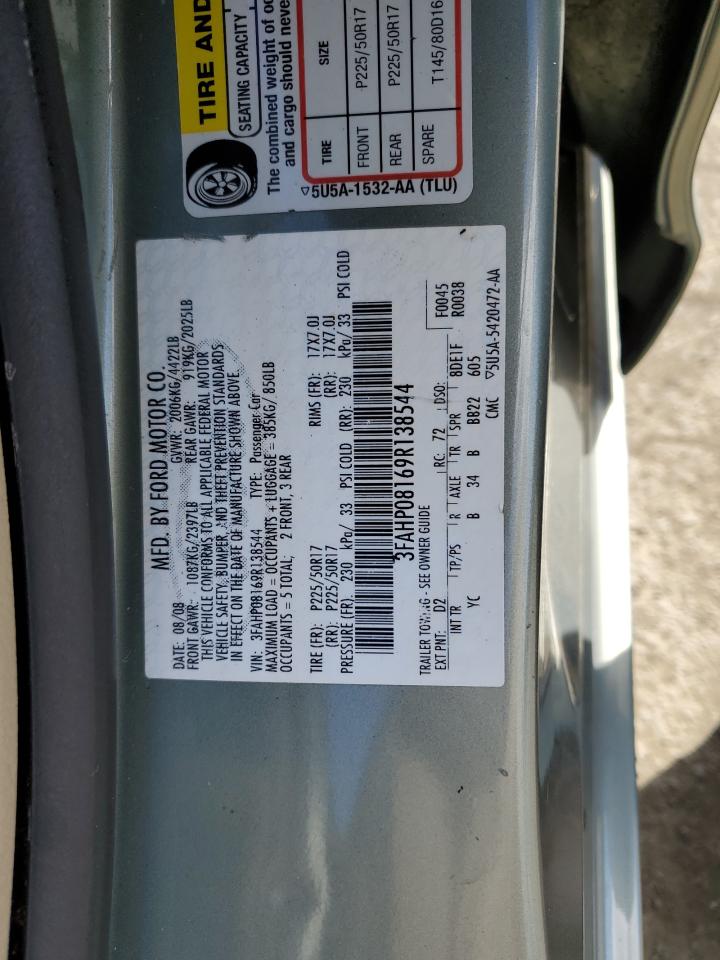 TIRE AND
SEATING CAPACITY
The combined weight of oc
and cargo should neve
TIRE SIZE
FRONT P225/50R17
REAR P225/50R17
SPARE T145/80D16
5U5A-1532-AA (TLU)
MFD. BY FORD MOTOR CO.
DATE: 08/08 GVWR: 2006KG/4422LB
FRONT GAWR: 1087KG/2397LB REAR GAWR: 919KG/2025LB
THIS VEHICLE CONFORMS TO ALL APPLICABLE FEDERAL MOTOR
VEHICLE SAFETY, BUMPER, AND THEFT PREVENTION STANDARDS
IN EFFECT ON THE DATE OF MANUFACTURE SHOWN ABOVE.
VIN: 3FAHP08169R138544 TYPE: Passenger Car
MAXIMUM LOAD = OCCUPANTS + LUGGAGE = 385KG/ 850LB
OCCUPANTS = 5 TOTAL; 2 FRONT, 3 REAR
TIRE (FR): P225/50R17 RIMS (FR): 17X7.0J
(RR): P225/50R17 (RR): 17X7.0J
PRESSURE (FR): 230 kPa/ 33 PSI COLD (RR): 230 kPa/ 33 PSI COLD
3FAHP08169R138544
TRAILER TOWING - SEE OWNER GUIDE F0045
EXT PNT: D2 RC: 72 DSO: R0038
INT TR TP/PS R AXLE TR SPR 8DE1F
YC B 34 B BB22 605
CMC 5U5A-5420472-AA